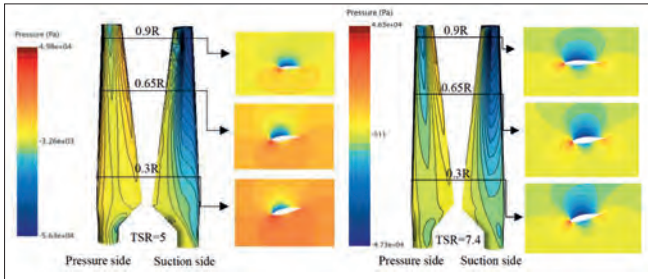 Pressure (Pa)
4.98e+04
-3.26e+03
-5.63e+04
0.9R
0.65R
0.3R
TSR=5
Pressure side
Suction side
Pressure (Pa)
4.63e+04
-511
-4.73e+04
0.9R
0.65R
0.3R
TSR=7.4
Pressure side
Suction side